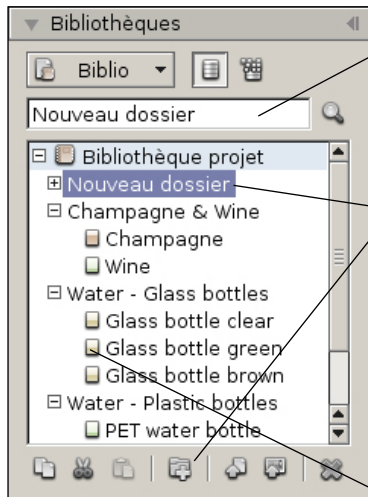 Bibliothèques
Biblio
Nouveau dossier
Bibliothèque projet
Nouveau dossier
Champagne & Wine
Champagne
Wine
Water - Glass bottles
Glass bottle clear
Glass bottle green
Glass bottle brown
Water - Plastic bottles
PET water bottle